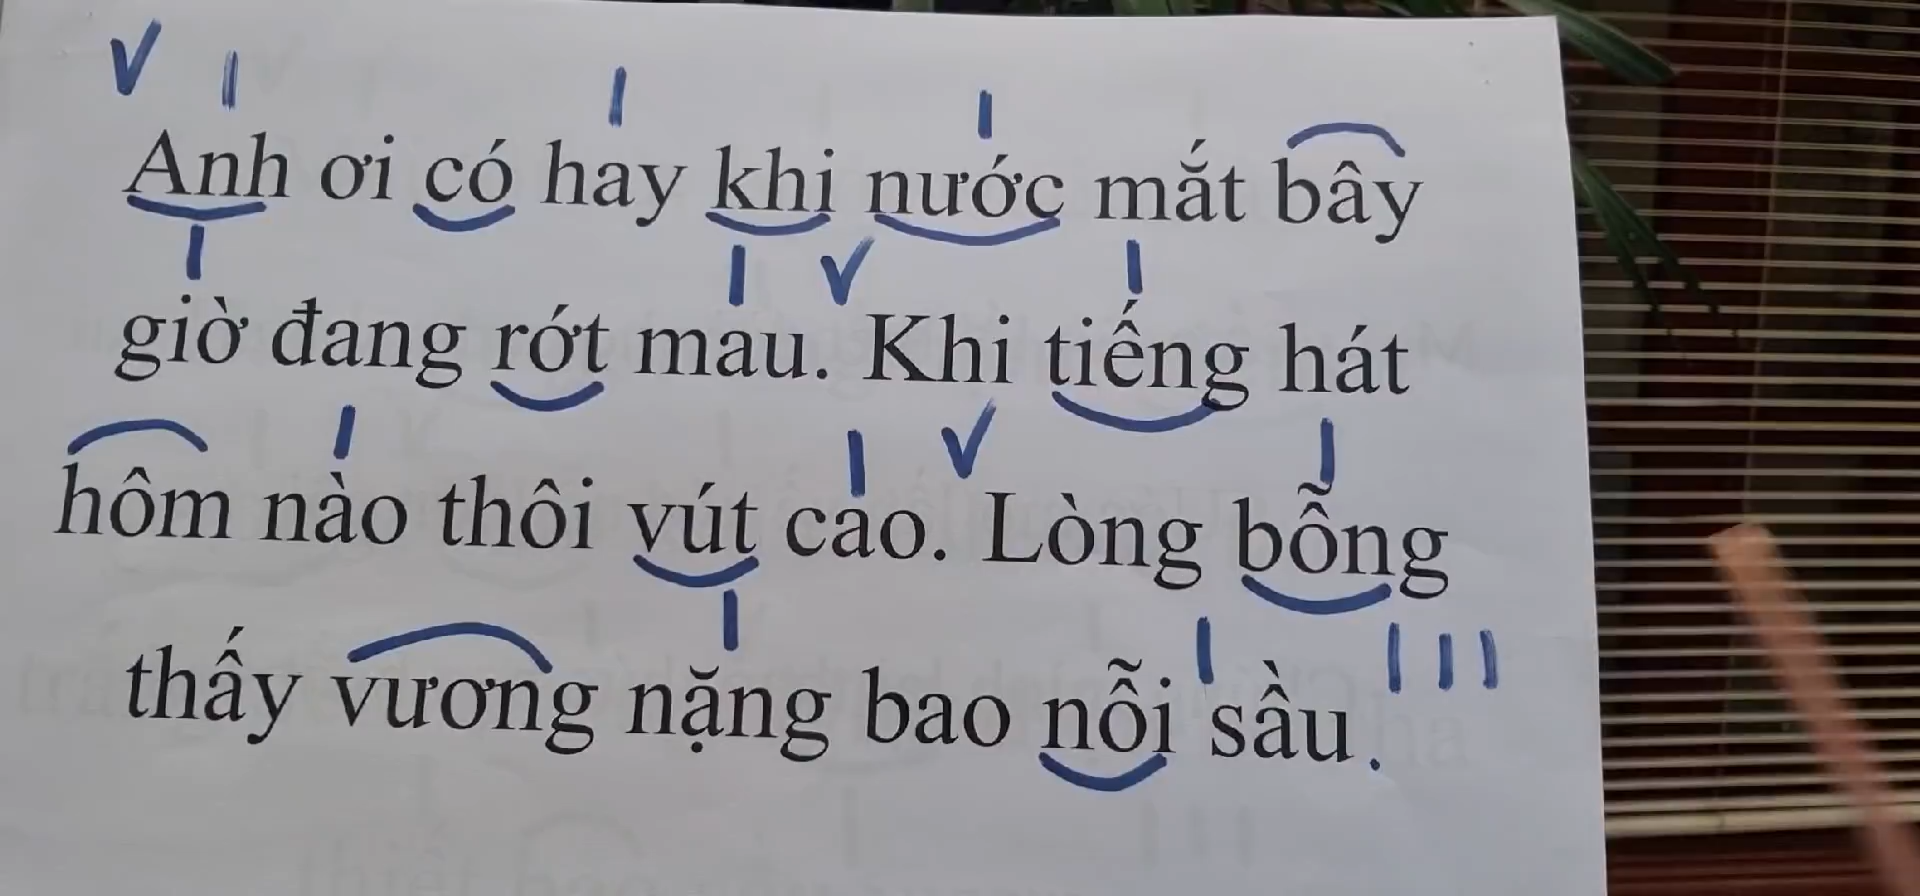 Anh ơi có hay khi nước mắt bây
giờ đang rớt mau. Khi tiếng hát
hôm nào thôi vút cao. Lòng bỗng
thấy vương nặng bao nỗi sầu.